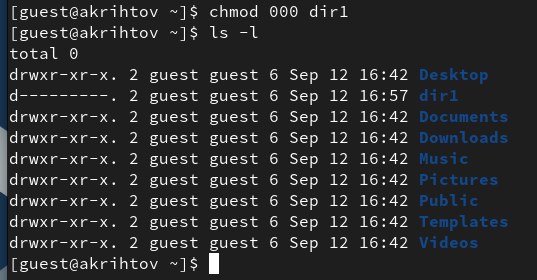 [guest@akrihtov ~]$ chmod 000 dir1
[guest@akrihtov ~]$ ls -l
total 0
drwxr-xr-x. 2 guest guest 6 Sep 12 16:42 Desktop
d---------. 2 guest guest 6 Sep 12 16:57 dir1
drwxr-xr-x. 2 guest guest 6 Sep 12 16:42 Documents
drwxr-xr-x. 2 guest guest 6 Sep 12 16:42 Downloads
drwxr-xr-x. 2 guest guest 6 Sep 12 16:42 Music
drwxr-xr-x. 2 guest guest 6 Sep 12 16:42 Pictures
drwxr-xr-x. 2 guest guest 6 Sep 12 16:42 Public
drwxr-xr-x. 2 guest guest 6 Sep 12 16:42 Templates
drwxr-xr-x. 2 guest guest 6 Sep 12 16:42 Videos
[guest@akrihtov ~]$